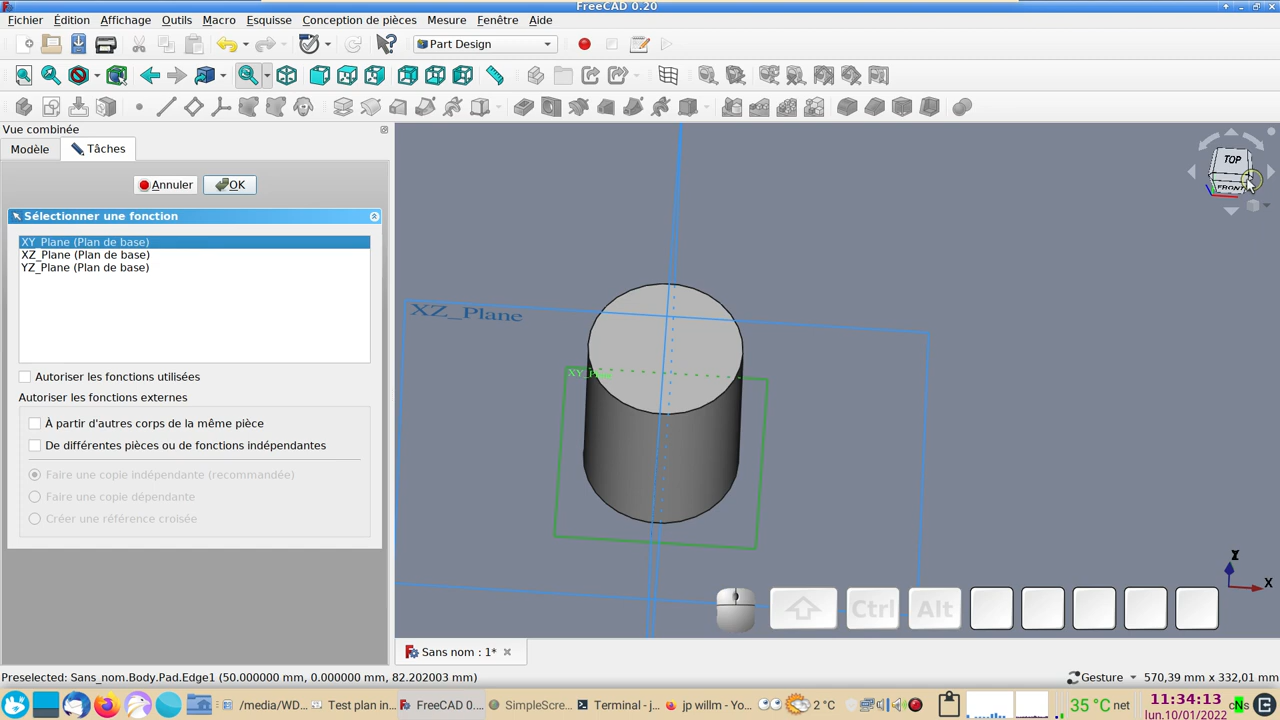 FreeCAD 0.20
Fichier Édition Affichage Outils Macro Esquisse Conception de pièces Mesure Fenêtre Aide
Part Design
Vue combinée
Modèle Tâches
Annuler OK
Sélectionner une fonction
XY_Plane (Plan de base)
XZ_Plane (Plan de base)
YZ_Plane (Plan de base)
Autoriser les fonctions utilisées
Autoriser les fonctions externes
À partir d'autres corps de la même pièce
De différentes pièces ou de fonctions indépendantes
Faire une copie indépendante (recommandée)
Faire une copie dépendante
Créer une référence croisée
TOP
FRONT
XZ_Plane
XY_Plane
Z
X
Ctrl Alt
Sans nom : 1*
Preselected: Sans_nom.Body.Pad.Edge1 (50.000000 mm, 0.000000 mm, 82.202003 mm)
Gesture 570,39 mm x 332,01 mm
/media/WD... Test plan in... FreeCAD 0.... SimpleScre... Terminal - j... jp willm - Yo... 2 °C 35 °C net 11:34:13
lun.10/01/2022